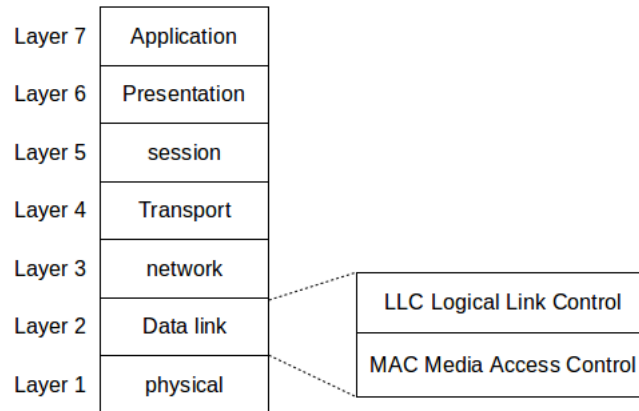 Layer 7 Application
Layer 6 Presentation
Layer 5 session
Layer 4 Transport
Layer 3 network
LLC Logical Link Control
Layer 2 Data link
MAC Media Access Control
Layer 1 physical